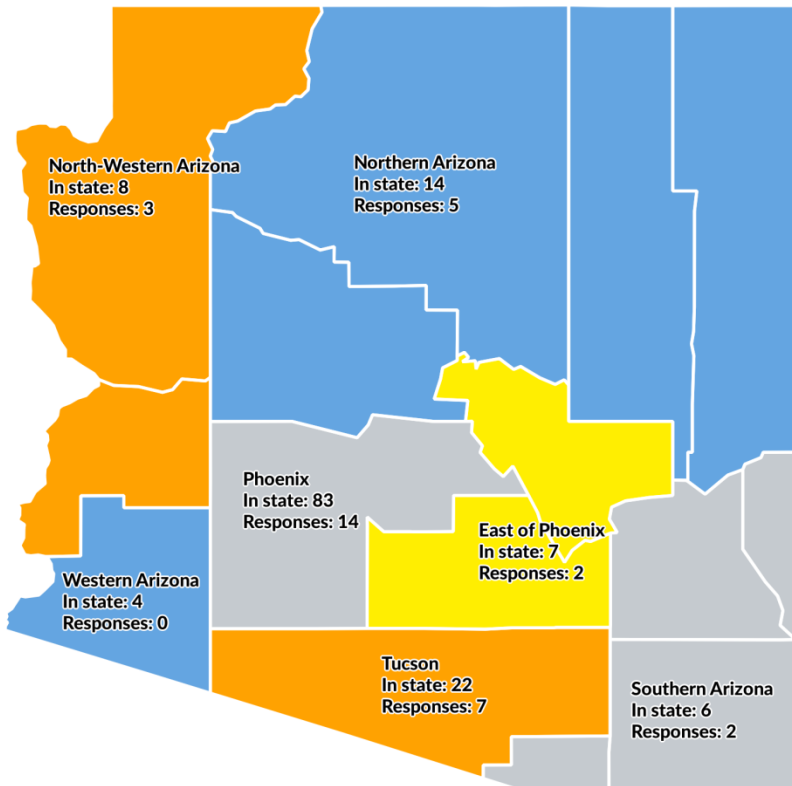 North-Western Arizona
In state: 8
Responses: 3
Northern Arizona
In state: 14
Responses: 5
Phoenix
In state: 83
Responses: 14
East of Phoenix
In state: 7
Responses: 2
Western Arizona
In state: 4
Responses: 0
Tucson
In state: 22
Responses: 7
Southern Arizona
In state: 6
Responses: 2